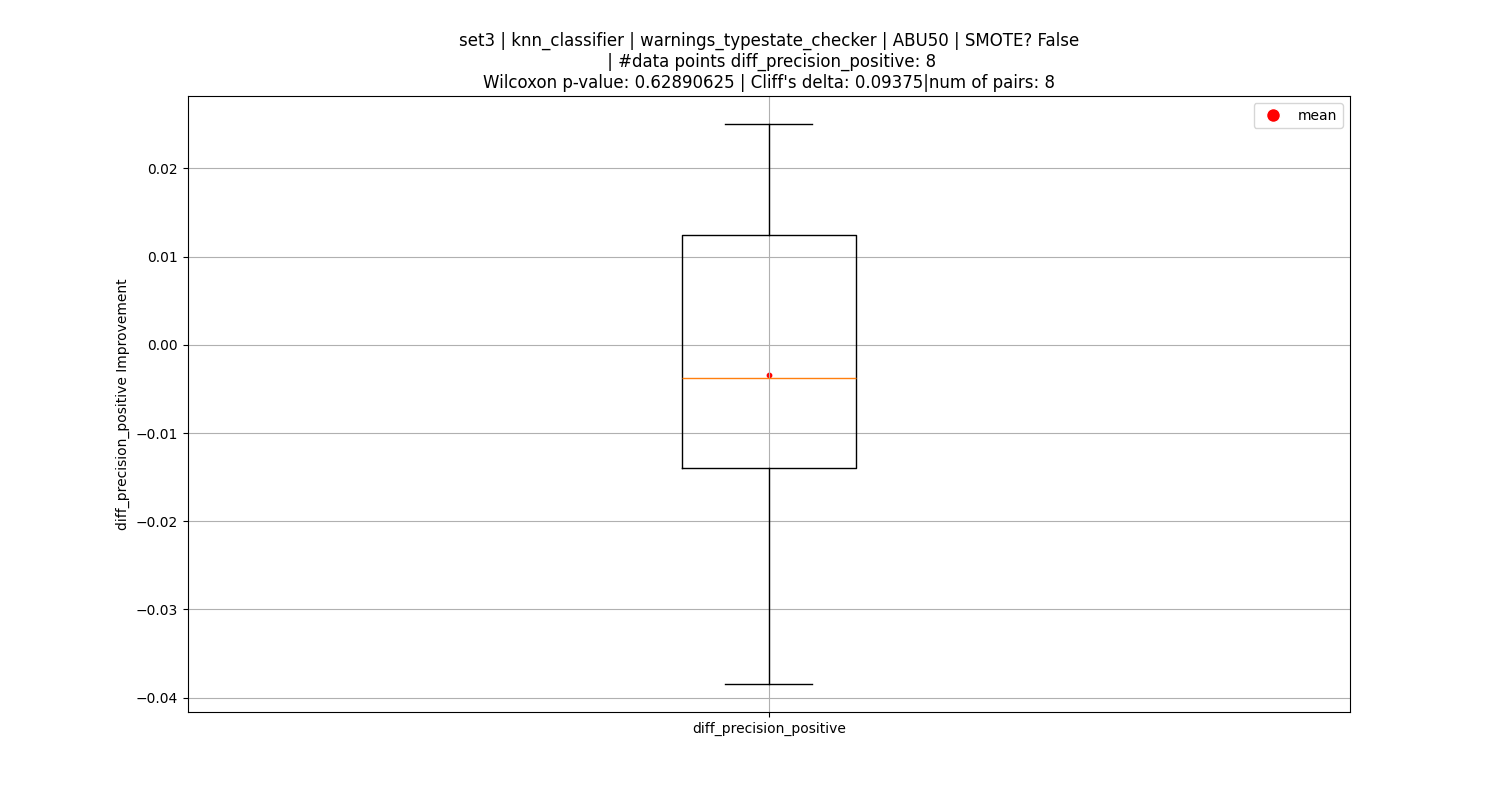 set3 | knn_classifier | warnings_typestate_checker | ABU50 | SMOTE? False
| #data points diff_precision_positive: 8
Wilcoxon p-value: 0.62890625 | Cliff's delta: 0.09375|num of pairs: 8
mean
0.02
0.01
0.00
−0.01
−0.02
−0.03
−0.04
diff_precision_positive Improvement
diff_precision_positive